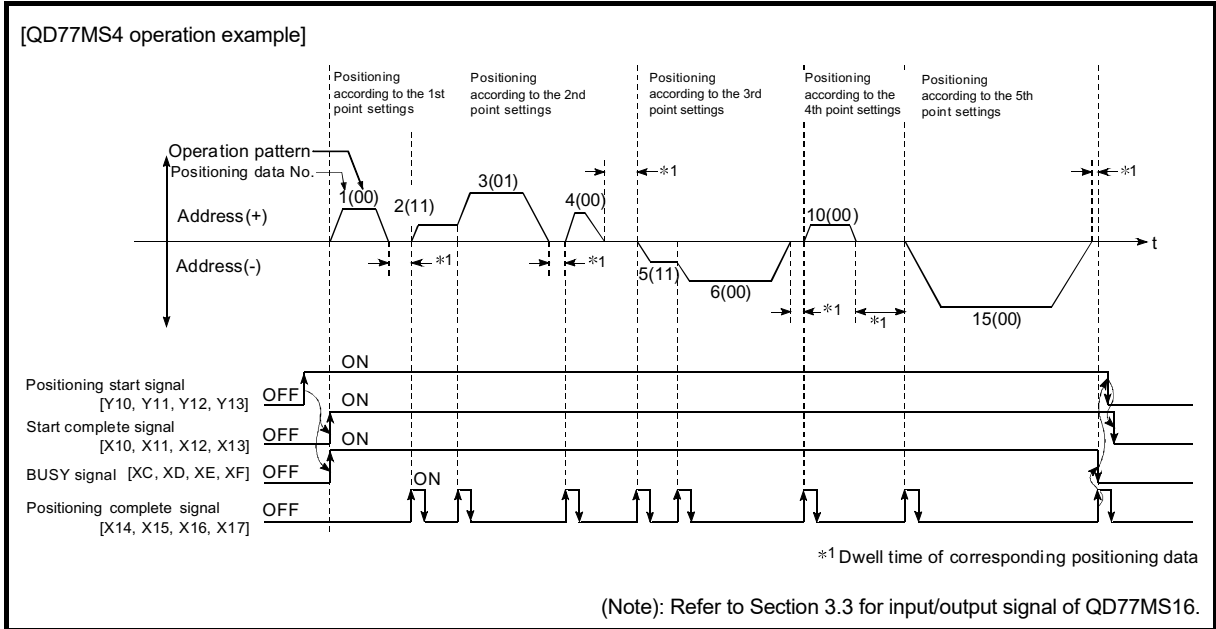 [QD77MS4 operation example]
Positioning
according to the 1st
point settings
Positioning
according to the 2nd
point settings
Positioning
according to the 3rd
point settings
Positioning
according to the
4th point settings
Positioning
according to the 5th
point settings
Operation pattern
Positioning data No.
1(00)
2(11)
3(01)
4(00)
*1
10(00)
Address(+)
t
Address(-)
*1
*1
5(11)
6(00)
*1
*1
15(00)
*1
ON
Positioning start signal
[Y10, Y11, Y12, Y13]
OFF
ON
Start complete signal
[X10, X11, X12, X13]
OFF
ON
BUSY signal [XC, XD, XE, XF]
OFF
ON
Positioning complete signal
[X14, X15, X16, X17]
OFF
*1 Dwell time of corresponding positioning data
(Note): Refer to Section 3.3 for input/output signal of QD77MS16.